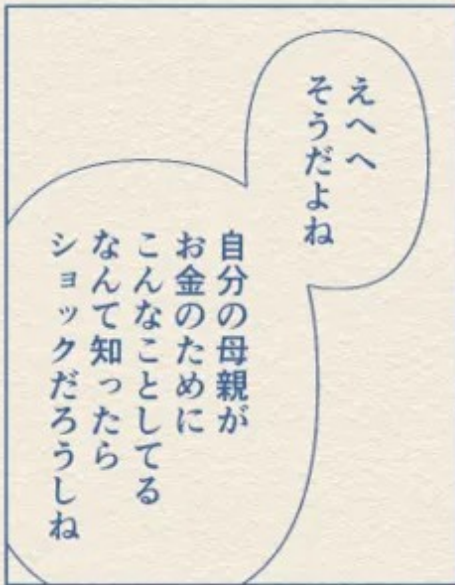 えへへ
そうだよね
自分の母親が
お金のために
こんなことしてる
なんて知ったら
ショックだろうしね